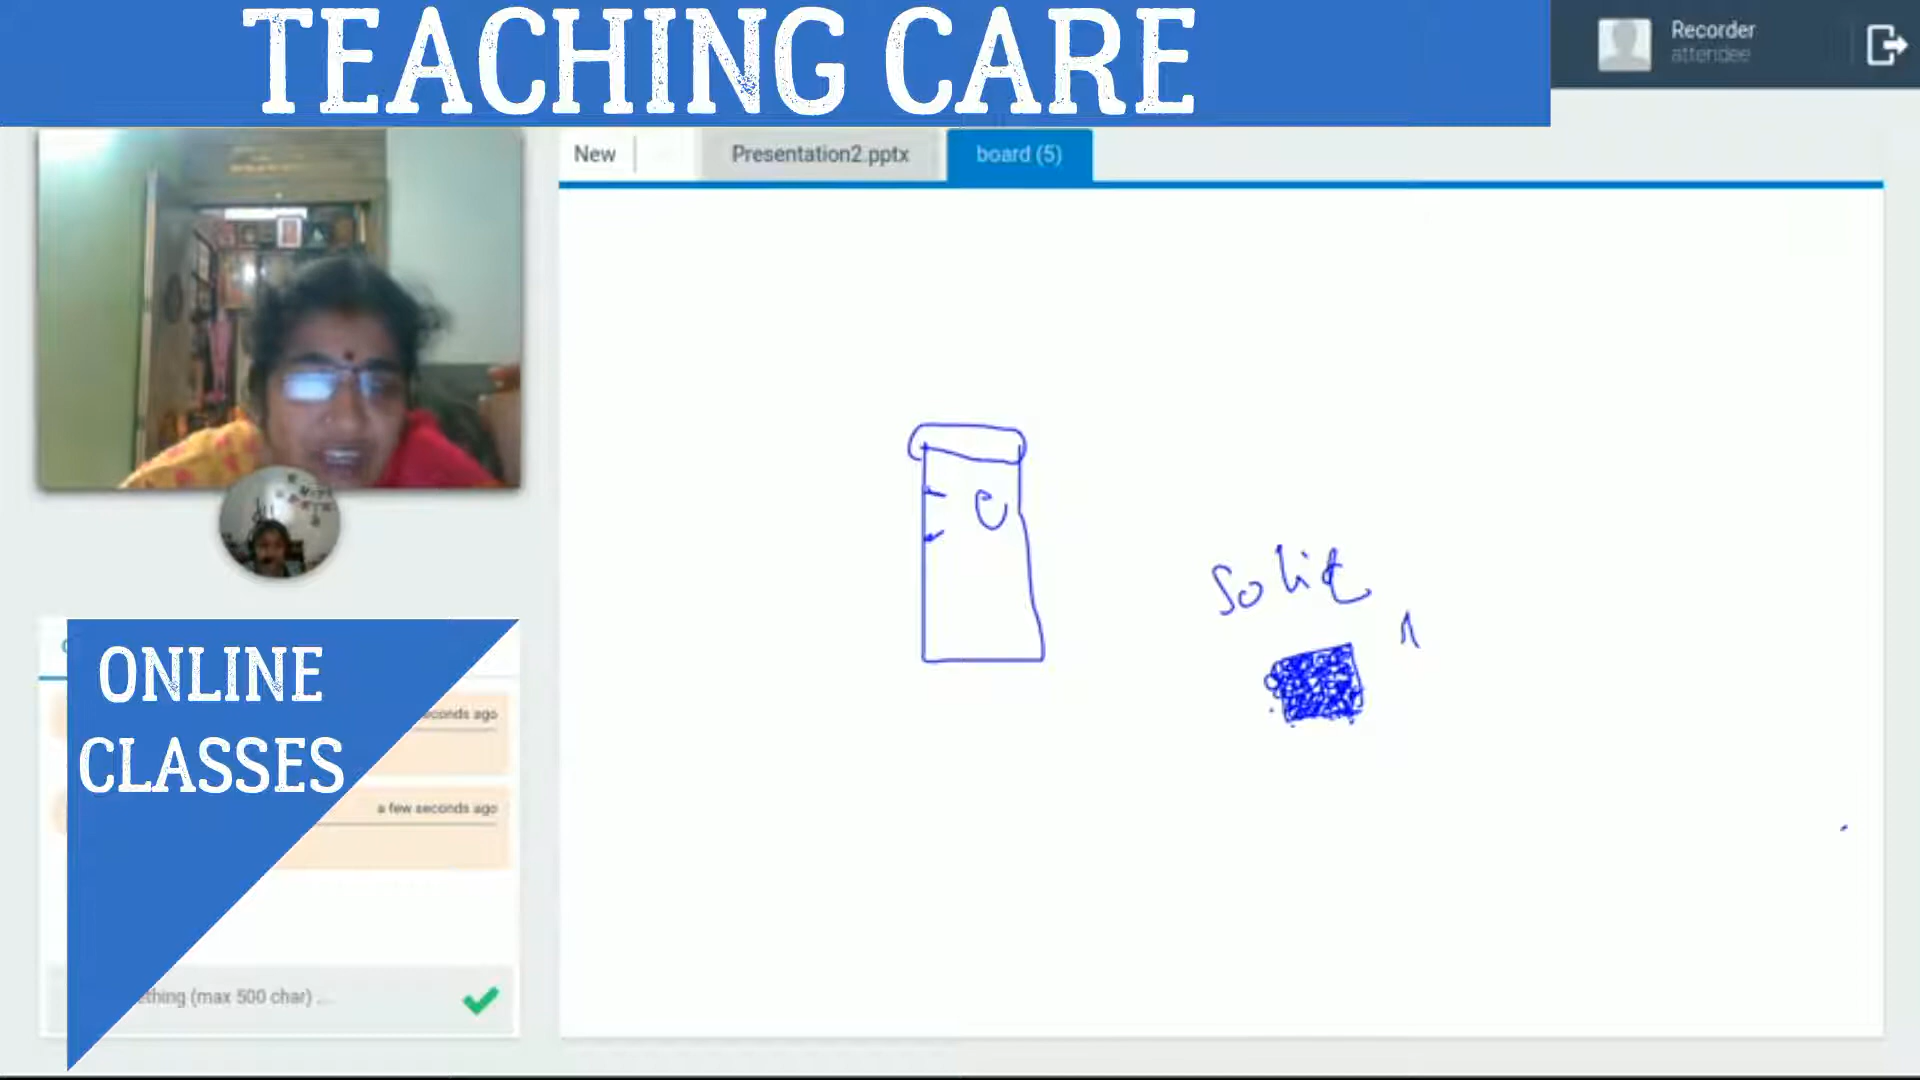 TEACHING CARE
Recorder
attendee
New
Presentation2.pptx
board (5)
solid
ONLINE
CLASSES
seconds ago
a few seconds ago
(max 500 char) ...